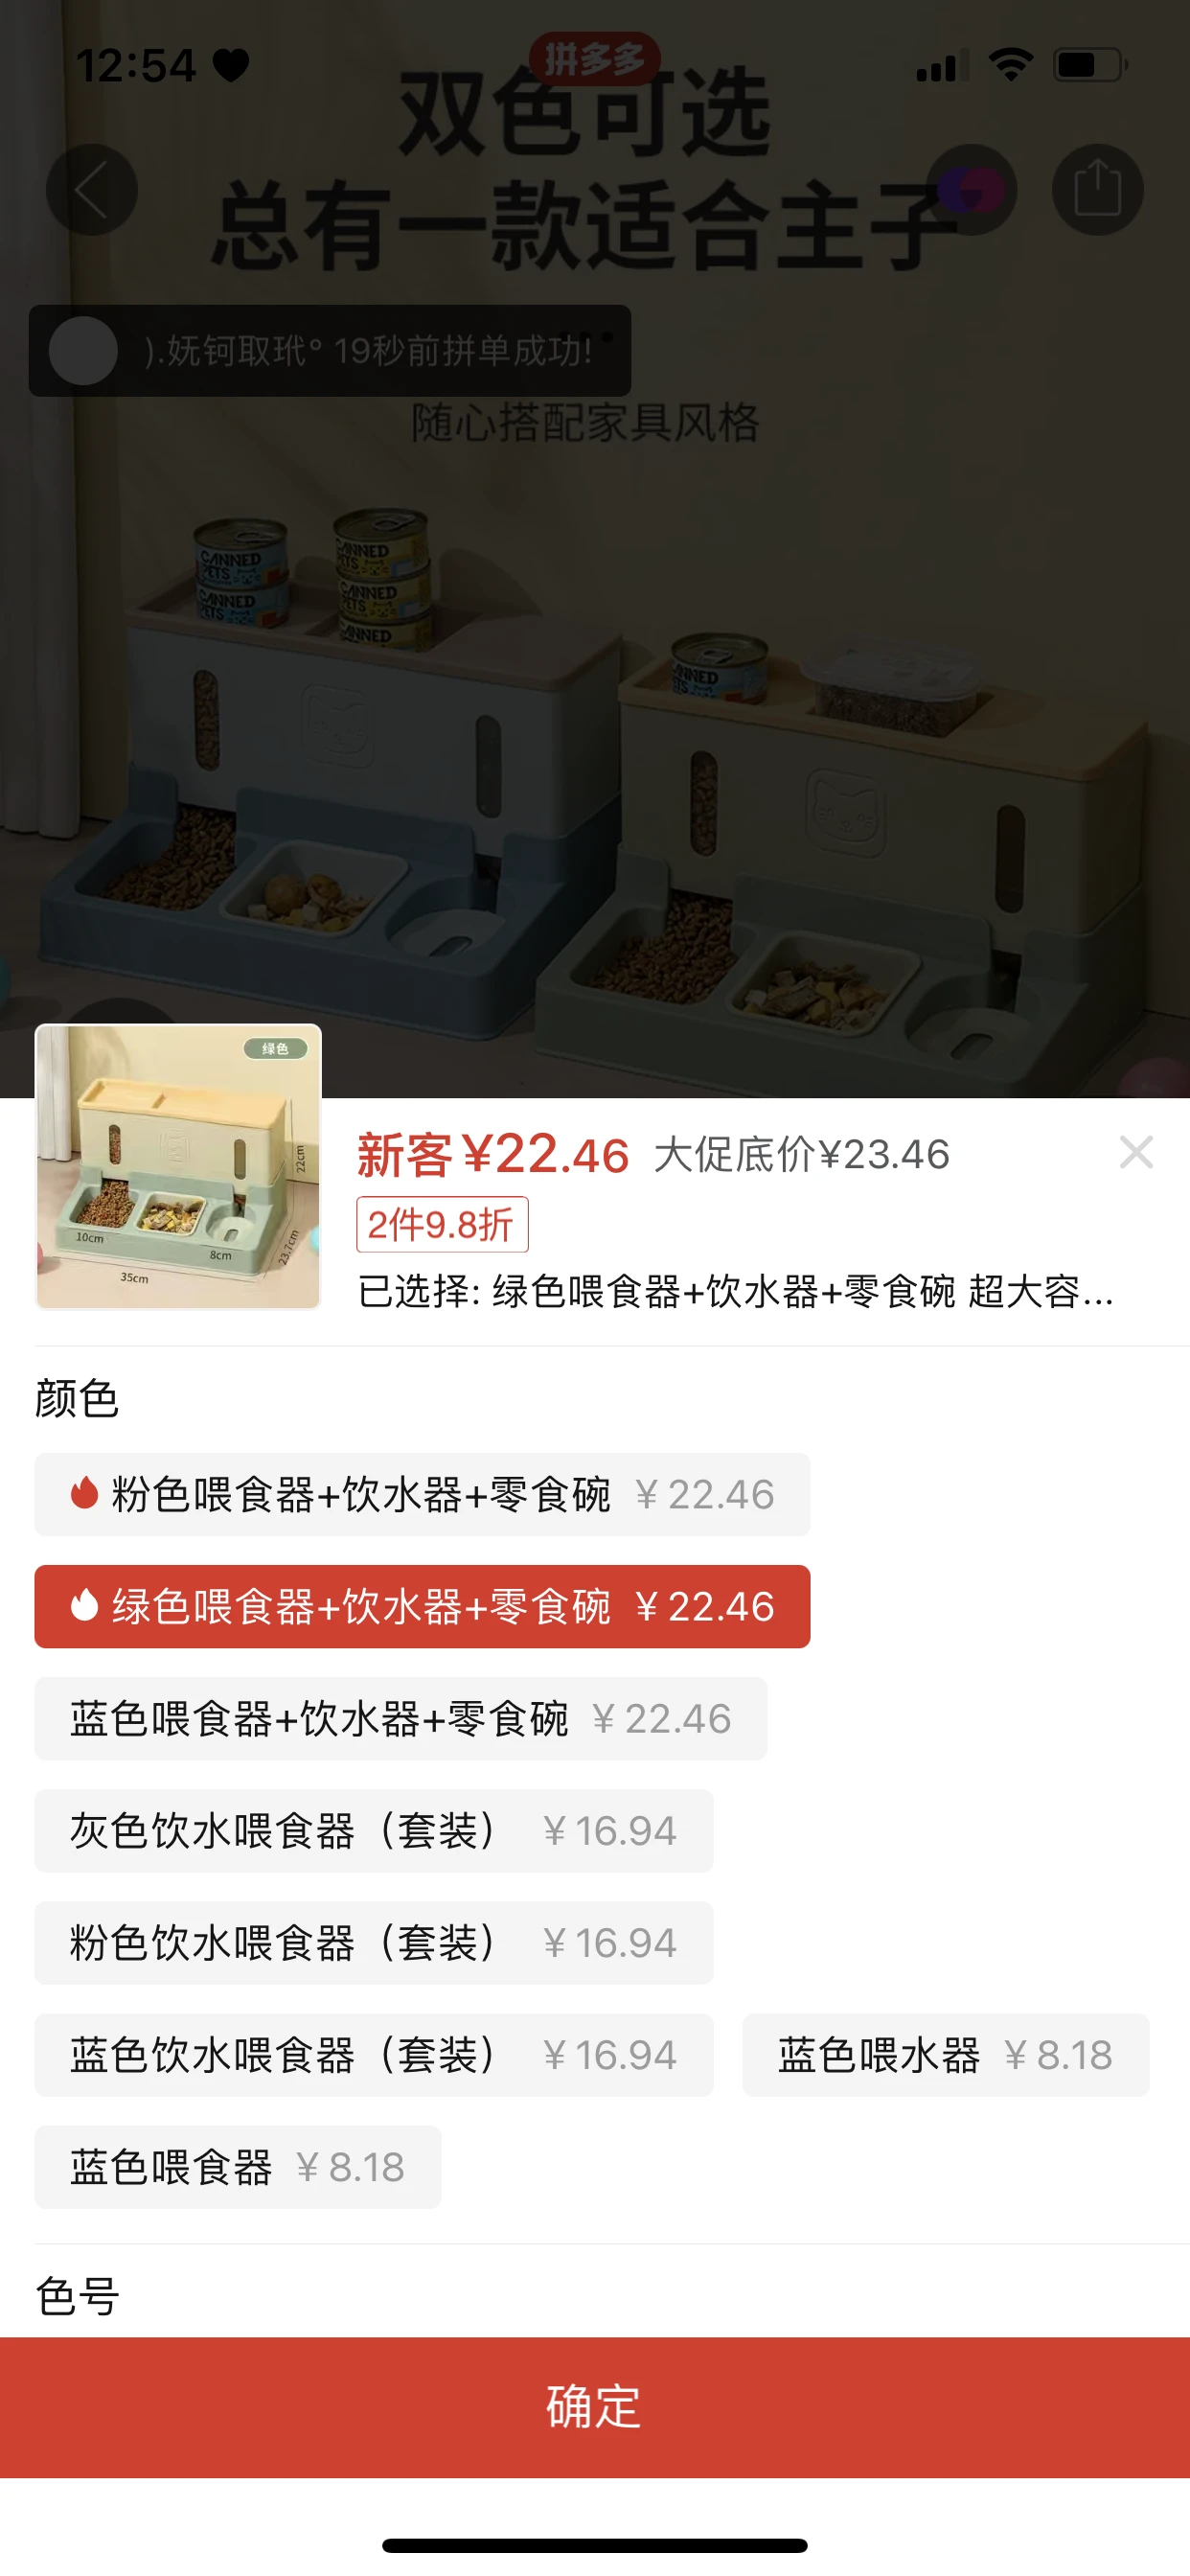 12:54
拼多多
双色可选
总有一款适合主子
).妩钶取玳° 19秒前拼单成功!
随心搭配家具风格
CANNED
PETS
CANNED
PETS
CANNED
PETS
CANNED
PETS
CANNED
CANNED
PETS
绿色
22cm
10cm
8cm
23.7cm
35cm
新客¥22.46 大促底价¥23.46
2件9.8折
已选择: 绿色喂食器+饮水器+零食碗 超大容...
颜色
粉色喂食器+饮水器+零食碗 ¥ 22.46
绿色喂食器+饮水器+零食碗 ¥ 22.46
蓝色喂食器+饮水器+零食碗 ¥ 22.46
灰色饮水喂食器（套装） ¥ 16.94
粉色饮水喂食器（套装） ¥ 16.94
蓝色饮水喂食器（套装） ¥ 16.94
蓝色喂水器 ¥ 8.18
蓝色喂食器 ¥ 8.18
色号
确定